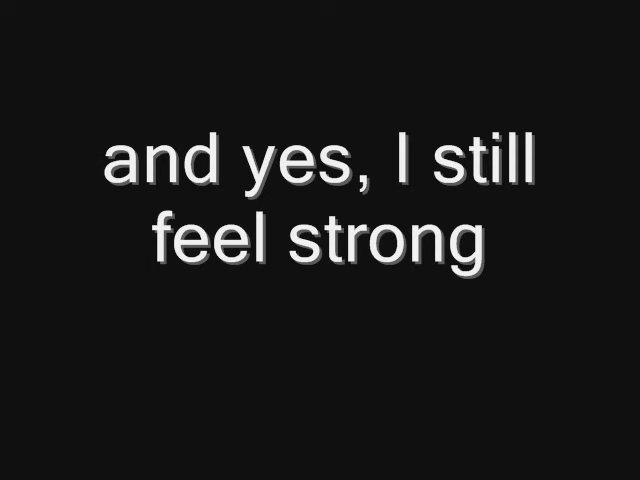 and yes, I still
feel strong